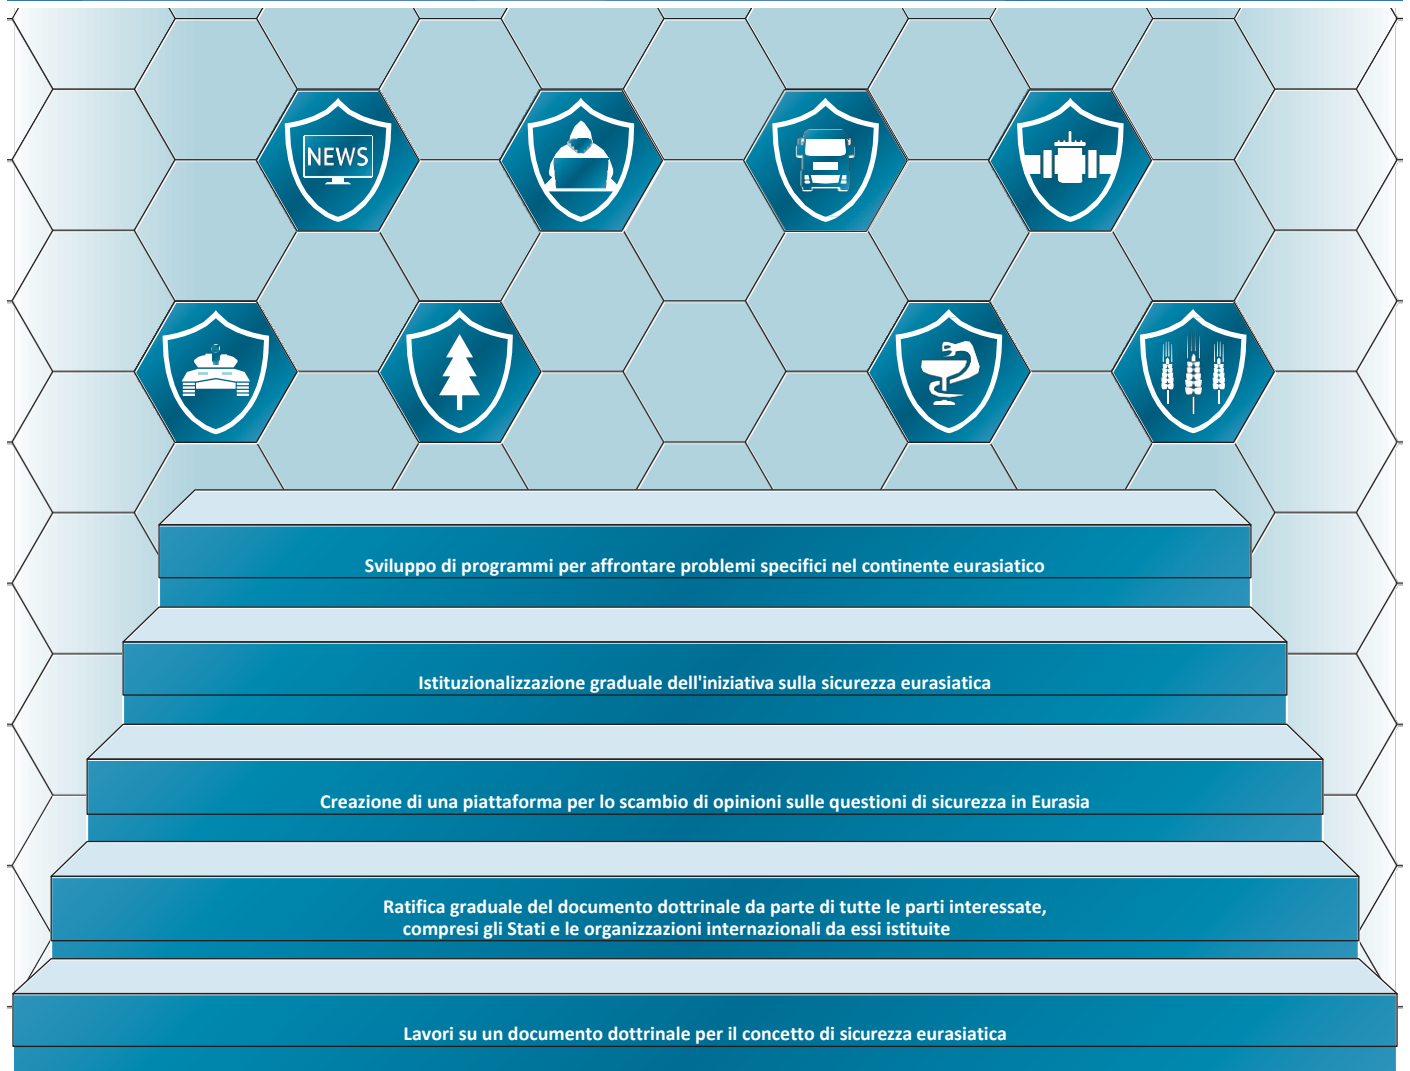 NEWS
Sviluppo di programmi per affrontare problemi specifici nel continente eurasiatico
Istituzionalizzazione graduale dell'iniziativa sulla sicurezza eurasiatica
Creazione di una piattaforma per lo scambio di opinioni sulle questioni di sicurezza in Eurasia
Ratifica graduale del documento dottrinale da parte di tutte le parti interessate,
compresi gli Stati e le organizzazioni internazionali da essi istituite
Lavori su un documento dottrinale per il concetto di sicurezza eurasiatica